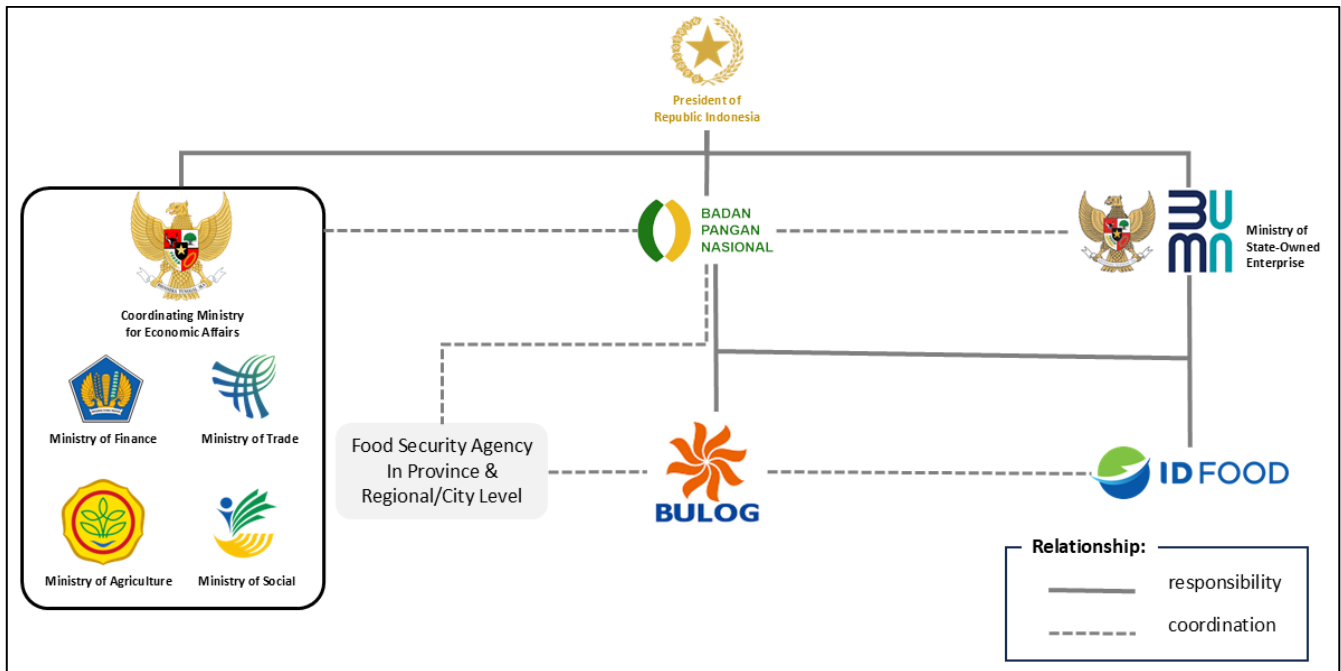 President of
Republic Indonesia
BADAN
PANGAN
NASIONAL
BUMN
Ministry of
State-Owned
Enterprise
Coordinating Ministry
for Economic Affairs
Ministry of Finance
Ministry of Trade
Ministry of Agriculture
Ministry of Social
Food Security Agency
In Province &
Regional/City Level
BULOG
ID FOOD
Relationship:
responsibility
coordination